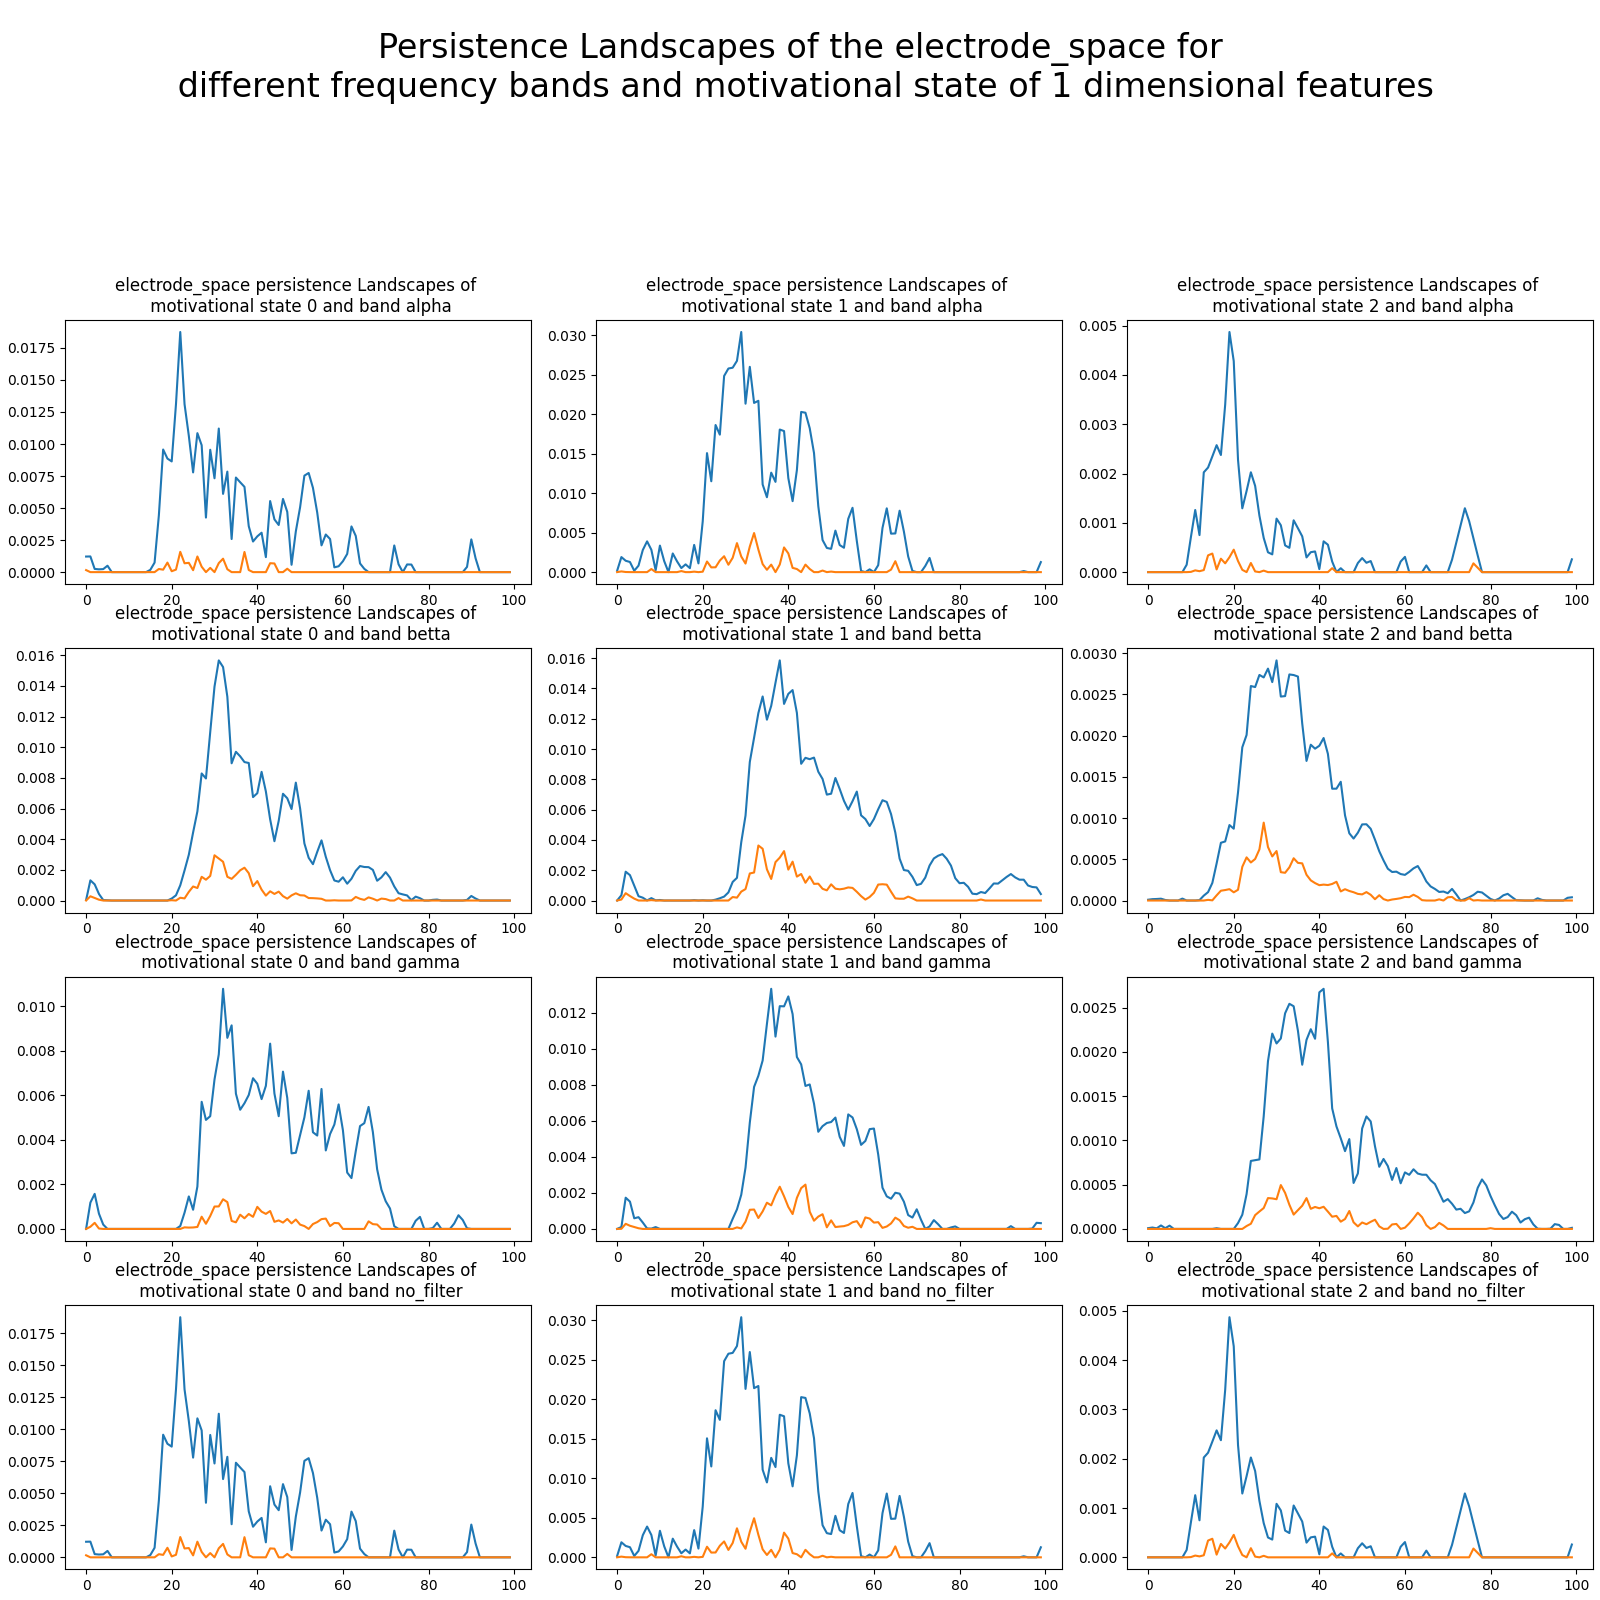 Persistence Landscapes of the electrode_space for
different frequency bands and motivational state of 1 dimensional features
electrode_space persistence Landscapes of
motivational state 0 and band alpha
0.0175
0.0150
0.0125
0.0100
0.0075
0.0050
0.0025
0.0000
0 20 40 60 80 100
electrode_space persistence Landscapes of
motivational state 1 and band alpha
0.030
0.025
0.020
0.015
0.010
0.005
0.000
0 20 40 60 80 100
electrode_space persistence Landscapes of
motivational state 2 and band alpha
0.005
0.004
0.003
0.002
0.001
0.000
0 20 40 60 80 100
electrode_space persistence Landscapes of
motivational state 0 and band betta
0.016
0.014
0.012
0.010
0.008
0.006
0.004
0.002
0.000
0 20 40 60 80 100
electrode_space persistence Landscapes of
motivational state 1 and band betta
0.016
0.014
0.012
0.010
0.008
0.006
0.004
0.002
0.000
0 20 40 60 80 100
electrode_space persistence Landscapes of
motivational state 2 and band betta
0.0030
0.0025
0.0020
0.0015
0.0010
0.0005
0.0000
0 20 40 60 80 100
electrode_space persistence Landscapes of
motivational state 0 and band gamma
0.010
0.008
0.006
0.004
0.002
0.000
0 20 40 60 80 100
electrode_space persistence Landscapes of
motivational state 1 and band gamma
0.012
0.010
0.008
0.006
0.004
0.002
0.000
0 20 40 60 80 100
electrode_space persistence Landscapes of
motivational state 2 and band gamma
0.0025
0.0020
0.0015
0.0010
0.0005
0.0000
0 20 40 60 80 100
electrode_space persistence Landscapes of
motivational state 0 and band no_filter
0.0175
0.0150
0.0125
0.0100
0.0075
0.0050
0.0025
0.0000
0 20 40 60 80 100
electrode_space persistence Landscapes of
motivational state 1 and band no_filter
0.030
0.025
0.020
0.015
0.010
0.005
0.000
0 20 40 60 80 100
electrode_space persistence Landscapes of
motivational state 2 and band no_filter
0.005
0.004
0.003
0.002
0.001
0.000
0 20 40 60 80 100